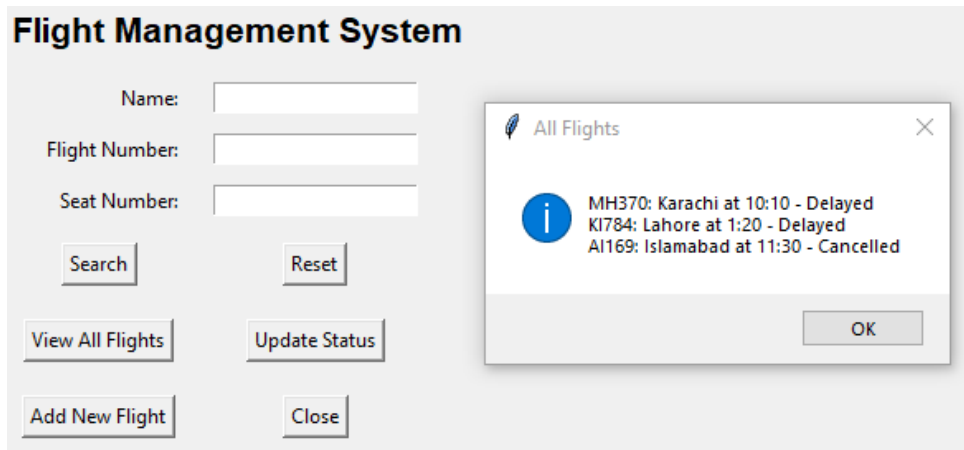 Flight Management System
Name:
Flight Number:
Seat Number:
Search
Reset
View All Flights
Update Status
Add New Flight
Close
All Flights
MH370: Karachi at 10:10 - Delayed
KI784: Lahore at 1:20 - Delayed
AI169: Islamabad at 11:30 - Cancelled
OK